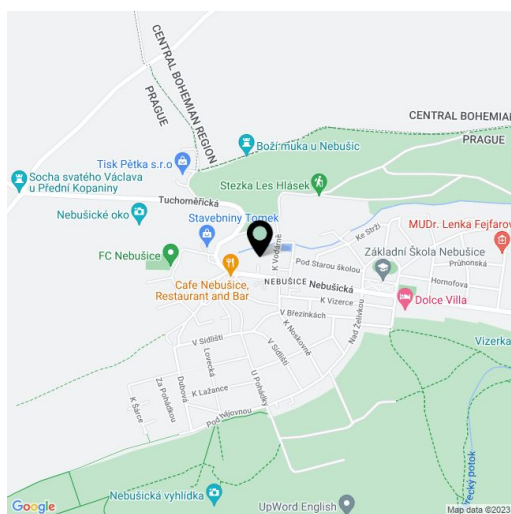 CENTRAL BOHEMIAN REGION
PRAGUE
CENTRAL BOHEMIAN
PRAGUE
Boží muka u Nebušic
Tisk Pětka s.r.o
Socha svatého Václava
u Přední Kopaniny
Stezka Les Hlásek
Tuchoměřická
Nebušické oko
Stavebniny Tomek
K Vodárně
Ke Strži
MUDr. Lenka Fejfarov
FC Nebušice
Základní Škola Nebušice
Pod Starou školou
Průhonská
Cafe Nebušice,
Restaurant and Bar
NEBUŠICE
Nebušická
Hornofova
K Vizerce
Dolce Villa
V Březinkách
Nad Želivkou
Vizerka
K Noskovně
V Sídlišti
V Sídlišti
Lovecká
U Pohádky
Dubová
Za Pohádkou
K Lažance
K Šárce
Pod Tejovnou
Nebušická vyhlídka
UpWord English
Google
Map data ©2023